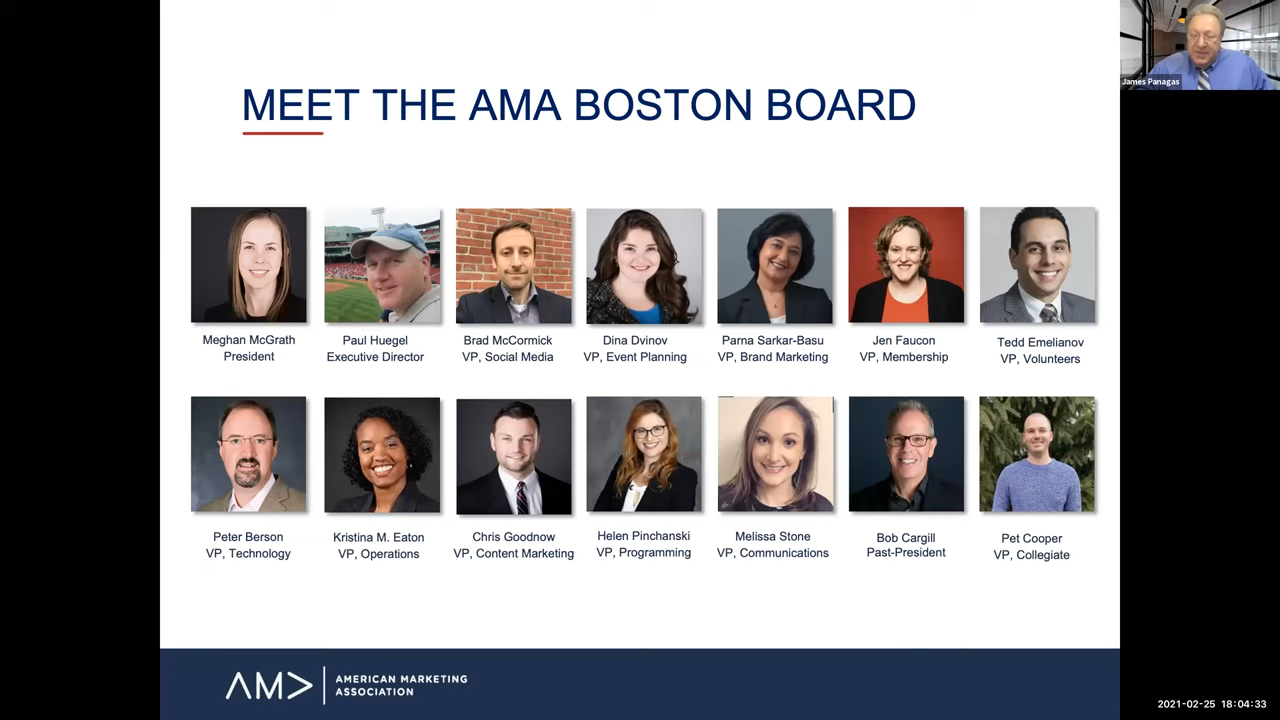 James Panagas
MEET THE AMA BOSTON BOARD
Meghan McGrath
President
Paul Huegel
Executive Director
Brad McCormick
VP, Social Media
Dina Dvinov
VP, Event Planning
Parna Sarkar-Basu
VP, Brand Marketing
Jen Faucon
VP, Membership
Tedd Emelianov
VP, Volunteers
Peter Berson
VP, Technology
Kristina M. Eaton
VP, Operations
Chris Goodnow
VP, Content Marketing
Helen Pinchanski
VP, Programming
Melissa Stone
VP, Communications
Bob Cargill
Past-President
Pet Cooper
VP, Collegiate
AMA
AMERICAN MARKETING
ASSOCIATION
2021-02-25 18:04:33